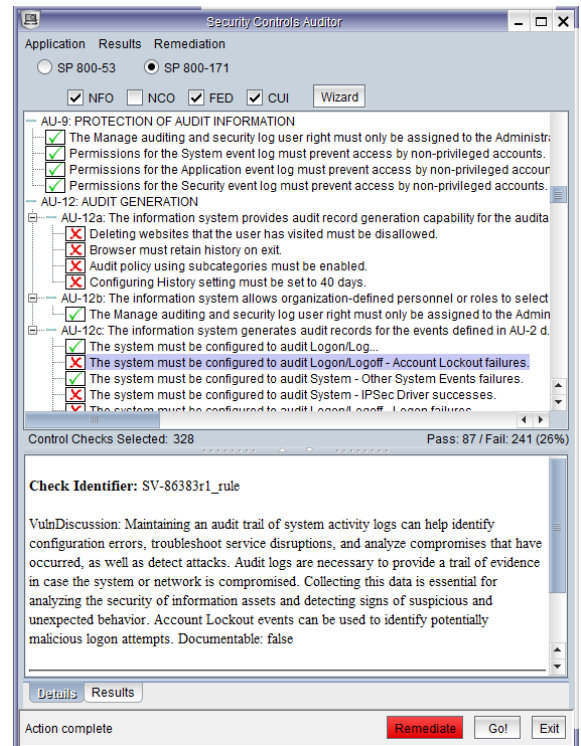 Security Controls Auditor
Application Results Remediation
SP 800-53 SP 800-171
NFO NCO FED CUI Wizard
AU-9: PROTECTION OF AUDIT INFORMATION
The Manage auditing and security log user right must only be assigned to the Administra
Permissions for the System event log must prevent access by non-privileged accounts.
Permissions for the Application event log must prevent access by non-privileged accour
Permissions for the Security event log must prevent access by non-privileged accounts.
AU-12: AUDIT GENERATION
AU-12a: The information system provides audit record generation capability for the audita
Deleting websites that the user has visited must be disallowed.
Browser must retain history on exit.
Audit policy using subcategories must be enabled.
Configuring History setting must be set to 40 days.
AU-12b: The information system allows organization-defined personnel or roles to select
The Manage auditing and security log user right must only be assigned to the Admin
AU-12c: The information system generates audit records for the events defined in AU-2 d.
The system must be configured to audit Logon/Log...
The system must be configured to audit Logon/Logoff - Account Lockout failures.
The system must be configured to audit System - Other System Events failures.
The system must be configured to audit System - IPSec Driver successes.
The system must be configured to audit Logon/Logoff - Logon failures
Control Checks Selected: 328 Pass: 87 / Fail: 241 (26%)
Check Identifier: SV-86383r1_rule
VulnDiscussion: Maintaining an audit trail of system activity logs can help identify
configuration errors, troubleshoot service disruptions, and analyze compromises that have
occurred, as well as detect attacks. Audit logs are necessary to provide a trail of evidence
in case the system or network is compromised. Collecting this data is essential for
analyzing the security of information assets and detecting signs of suspicious and
unexpected behavior. Account Lockout events can be used to identify potentially
malicious logon attempts. Documentable: false
Details Results
Action complete Remediate Go! Exit